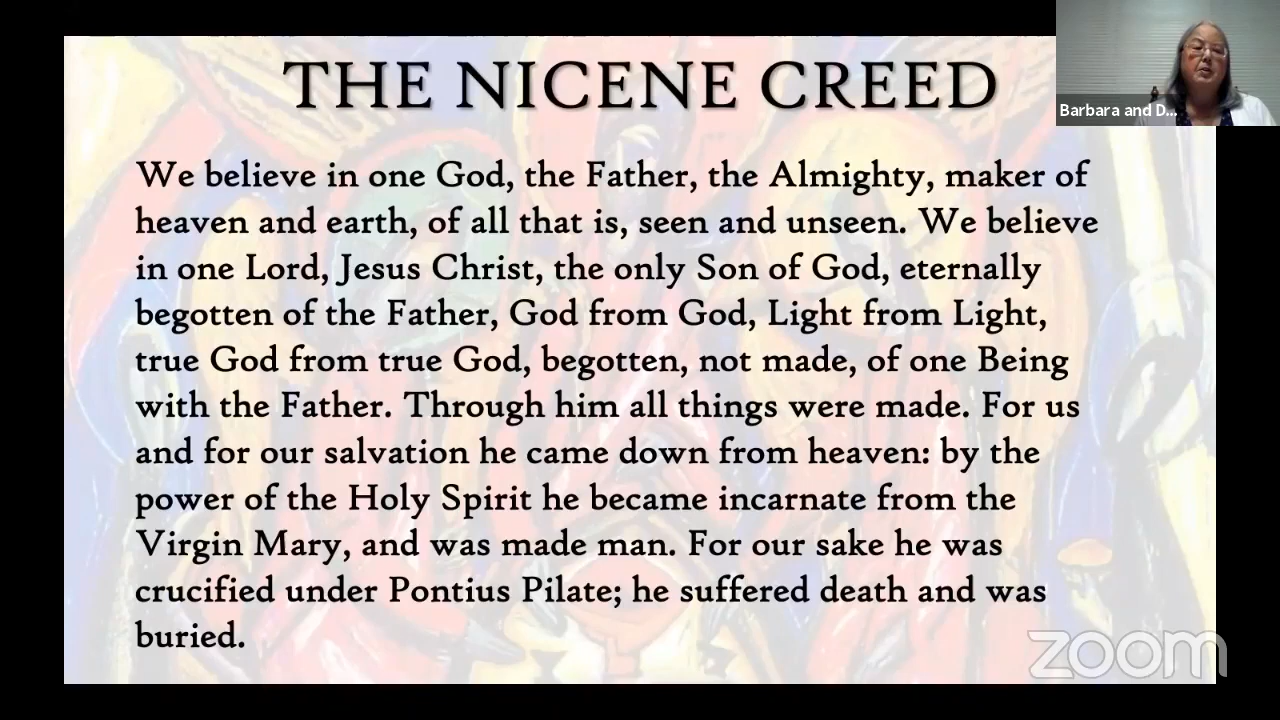 THE NICENE CREED
Barbara and D...
We believe in one God, the Father, the Almighty, maker of
heaven and earth, of all that is, seen and unseen. We believe
in one Lord, Jesus Christ, the only Son of God, eternally
begotten of the Father, God from God, Light from Light,
true God from true God, begotten, not made, of one Being
with the Father. Through him all things were made. For us
and for our salvation he came down from heaven: by the
power of the Holy Spirit he became incarnate from the
Virgin Mary, and was made man. For our sake he was
crucified under Pontius Pilate; he suffered death and was
buried.
zoom